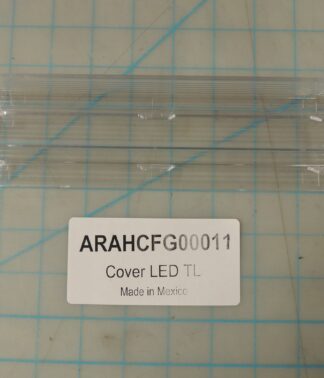 ARAHCFG00011
Cover LED TL
Made in Mexico